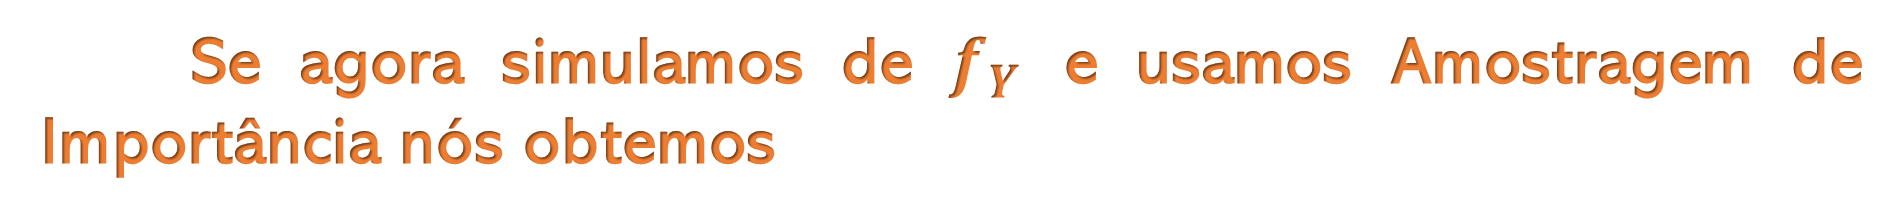 Se agora simulamos de f_Y e usamos Amostragem de
Importância nós obtemos